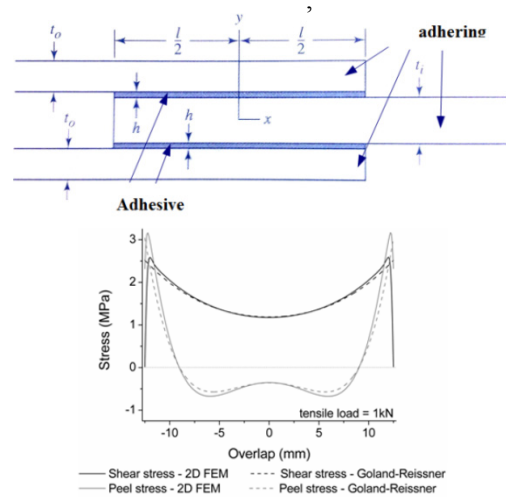 ,
y
t_o
l/2
l/2
adhering
t_i
h
h
x
t_o
Adhesive
3
2
1
0
-1
Stress (MPa)
tensile load = 1kN
-10 -5 0 5 10
Overlap (mm)
Shear stress - 2D FEM Shear stress - Goland-Reissner
Peel stress - 2D FEM Peel stress - Goland-Reissner